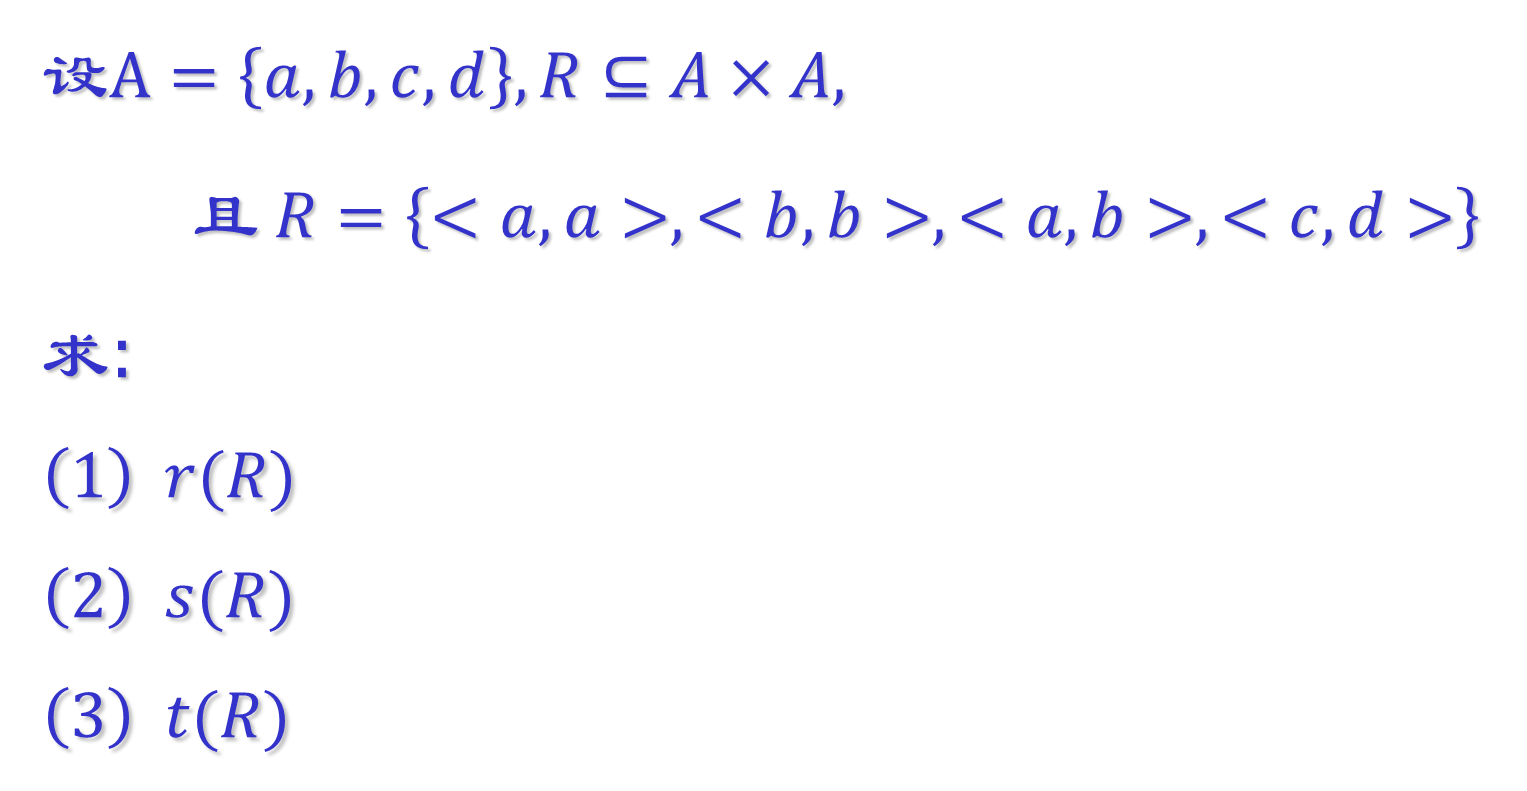 设A = {a, b, c, d}, R ⊆ A × A,
且 R = {< a, a >, < b, b >, < a, b >, < c, d >}
求:
(1) r(R)
(2) s(R)
(3) t(R)